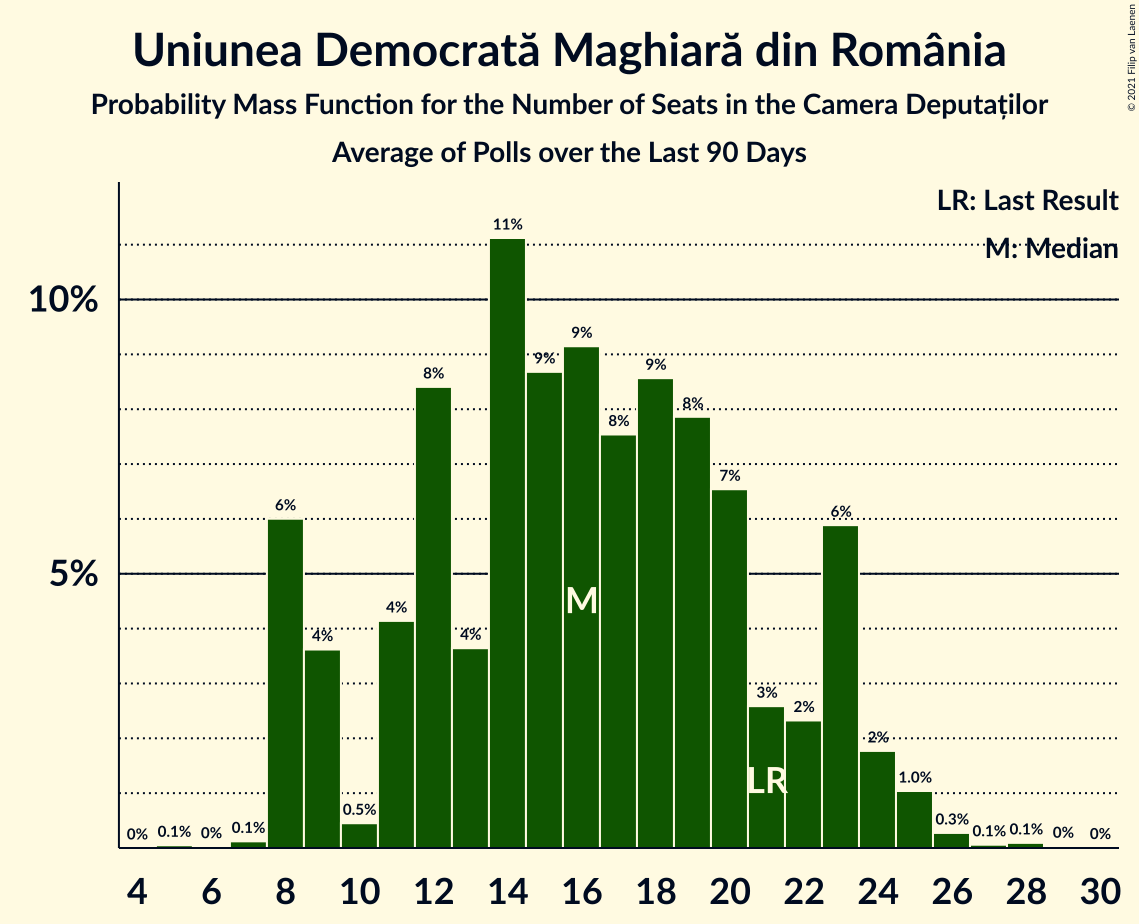 Uniunea Democrată Maghiară din România
Probability Mass Function for the Number of Seats in the Camera Deputaților
Average of Polls over the Last 90 Days
© 2021 Filip van Laenen
LR: Last Result
M: Median
10%
5%
0% 0.1% 0% 0.1% 6% 4% 0.5% 4% 8% 4% 11% 9% 9% 8% 9% 8% 7% 3% 2% 6% 2% 1.0% 0.3% 0.1% 0.1% 0% 0%
M
LR
4 6 8 10 12 14 16 18 20 22 24 26 28 30